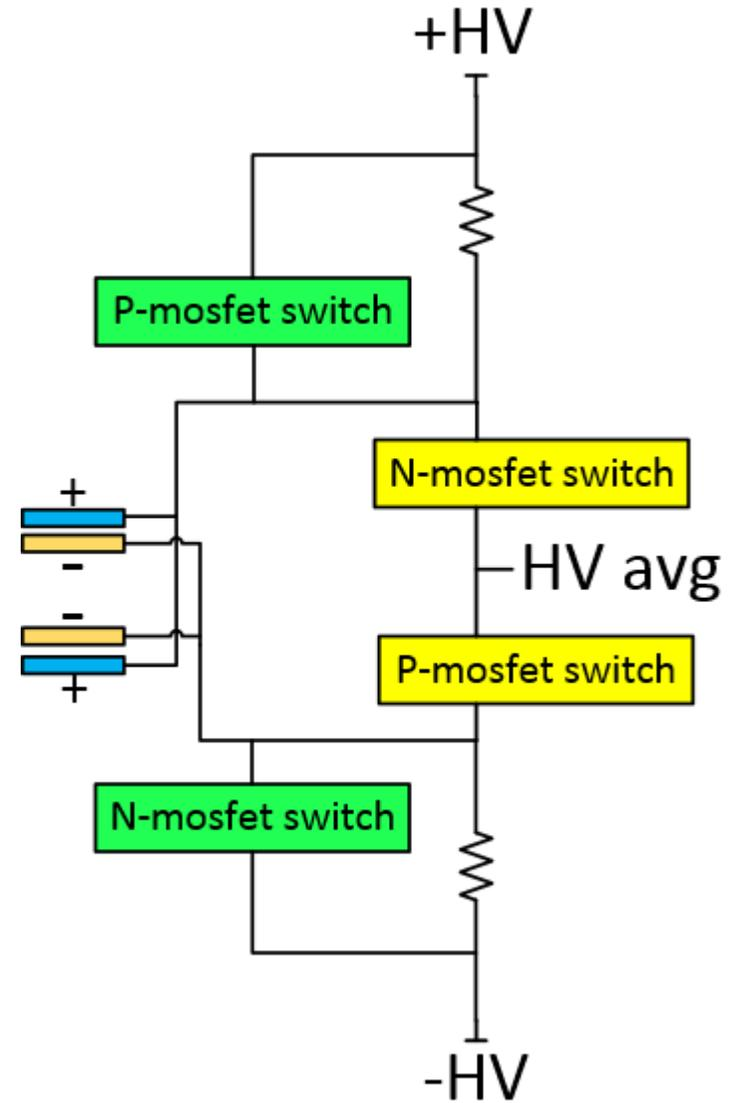 +HV
P-mosfet switch
N-mosfet switch
+
-
HV avg
-
+
P-mosfet switch
N-mosfet switch
-HV